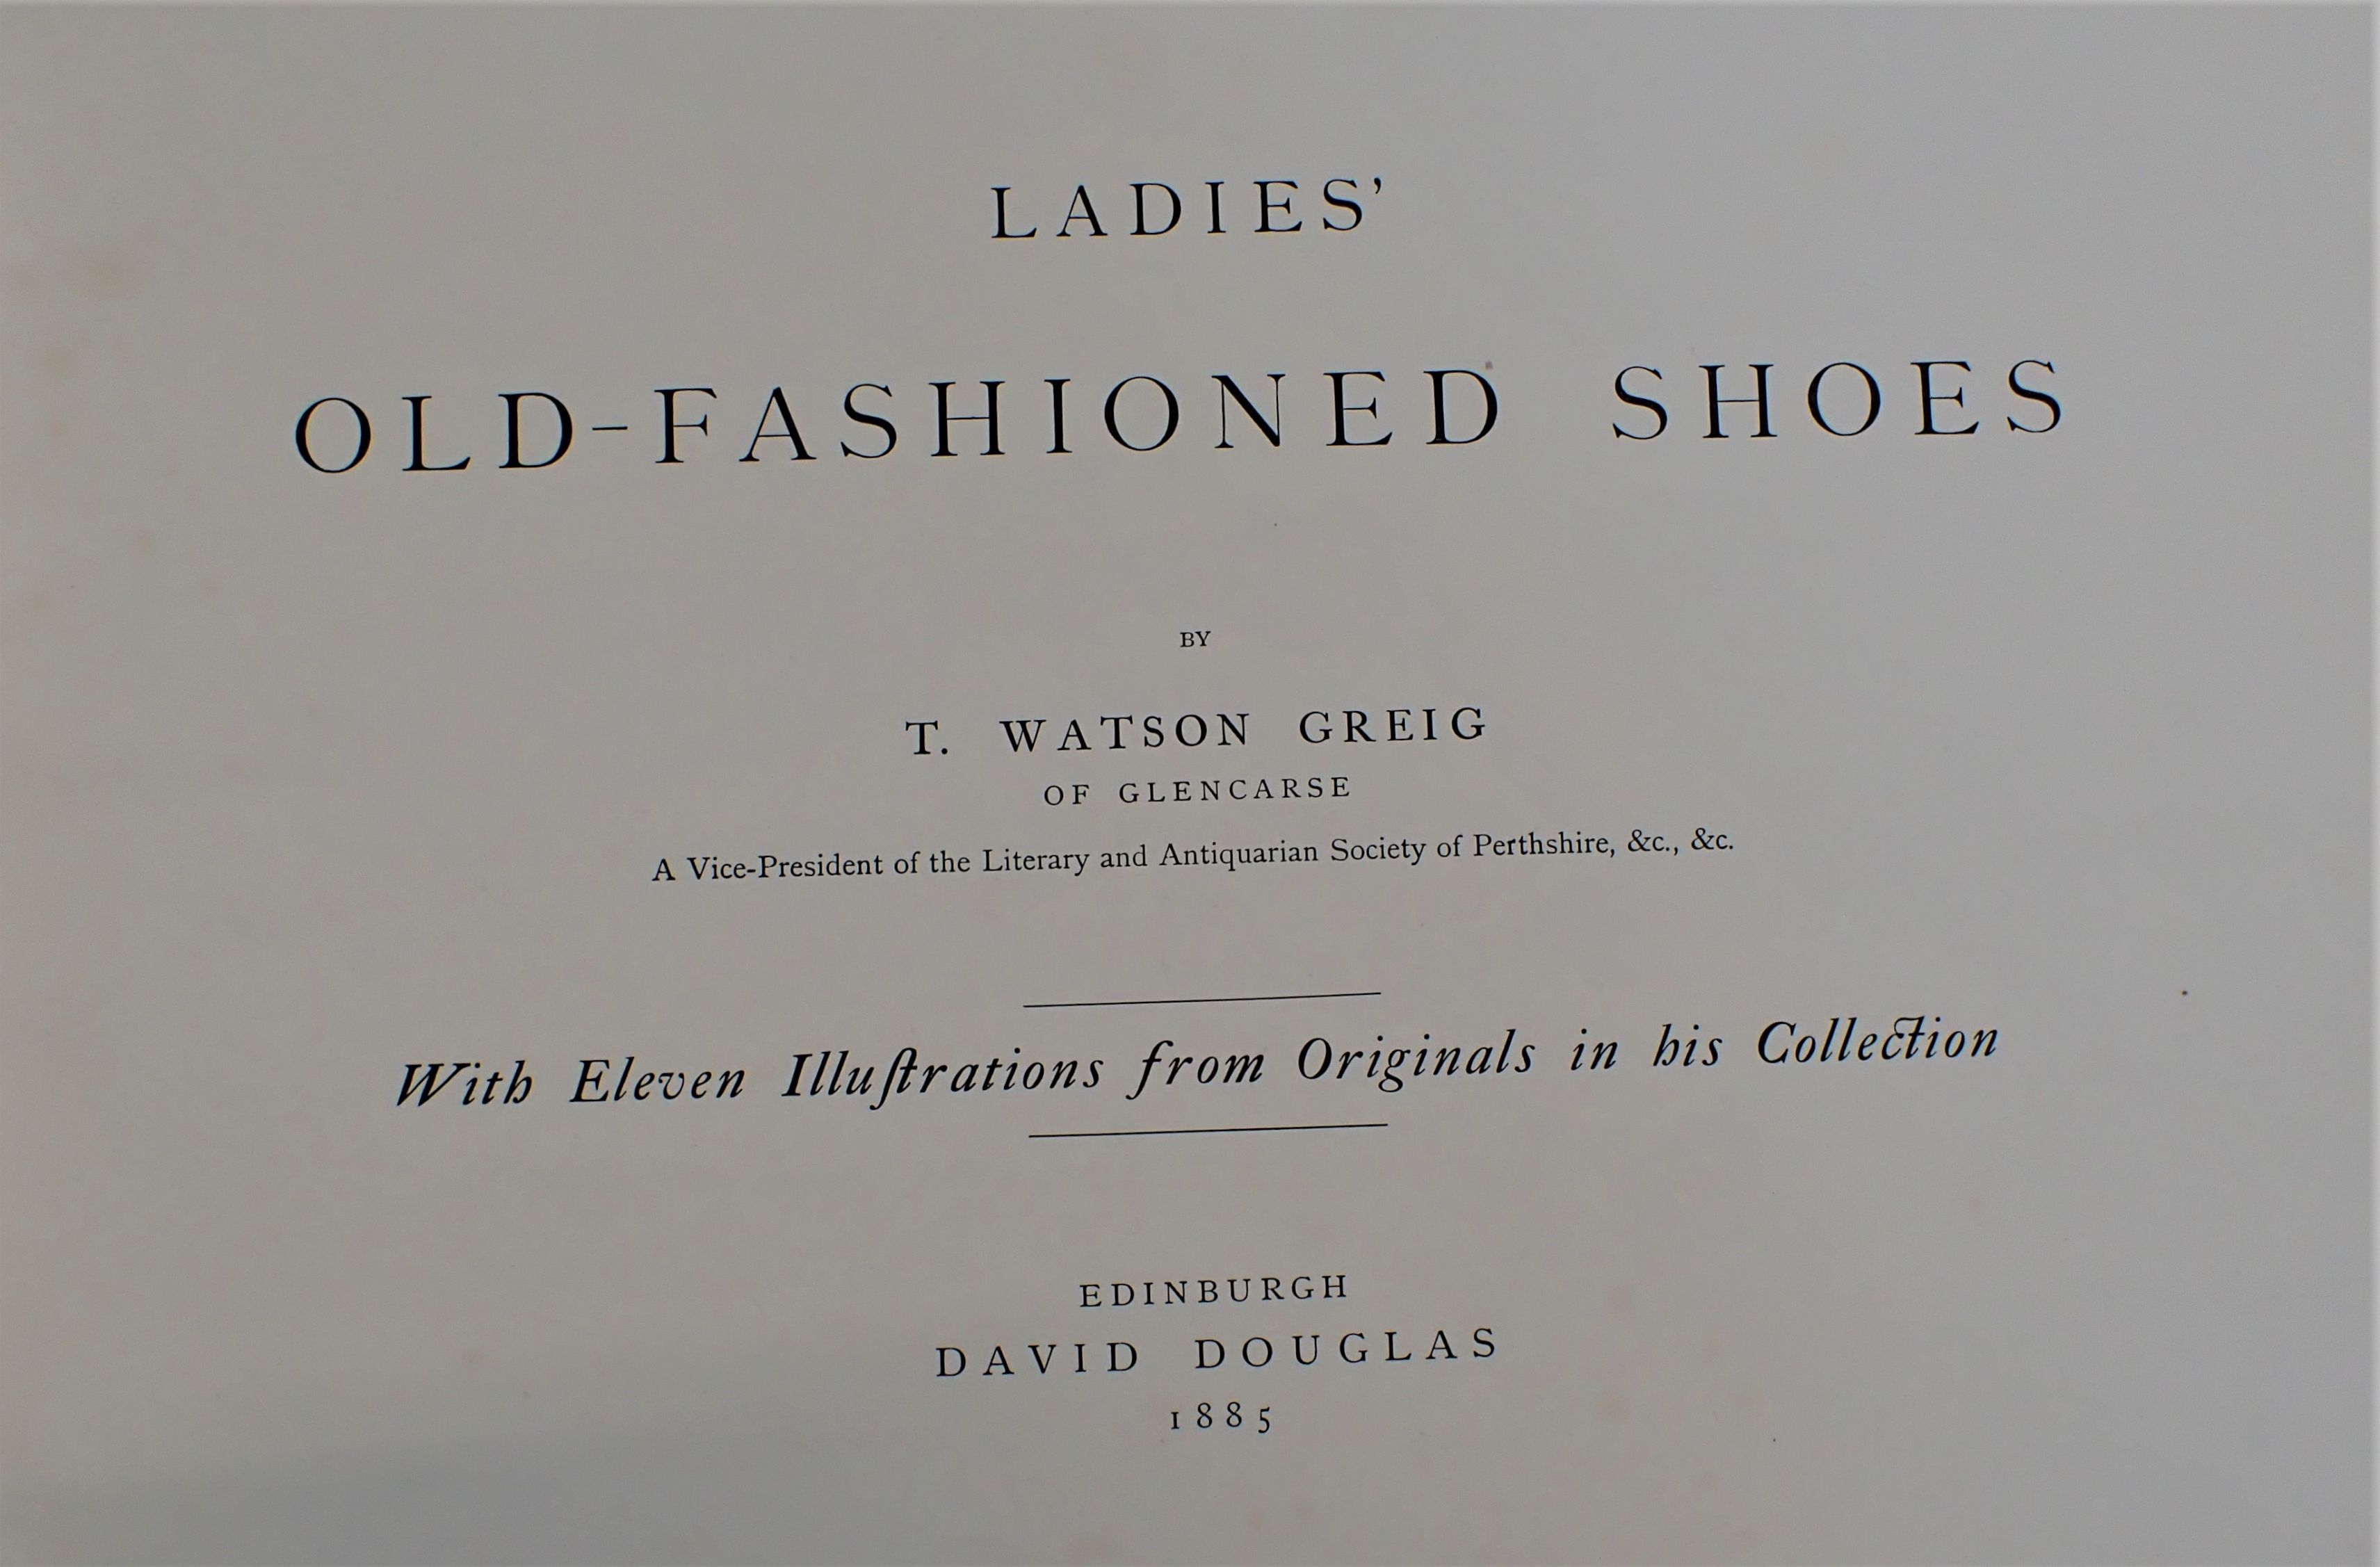 LADIES’
OLD-FASHIONED SHOES
BY
T. WATSON GREIG
OF GLENCARSE
A Vice-President of the Literary and Antiquarian Society of Perthshire, &c., &c.
With Eleven Illuſtrations from Originals in his Collection
EDINBURGH
DAVID DOUGLAS
1885